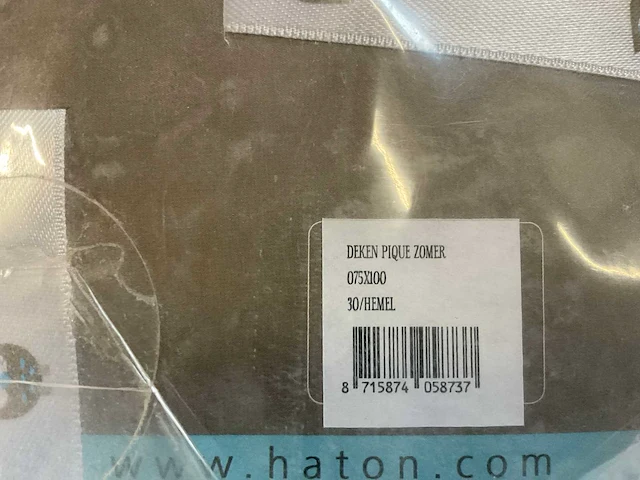 DEKEN PIQUE ZOMER
075X100
30/HEMEL
8 715874 058737
www.haton.com